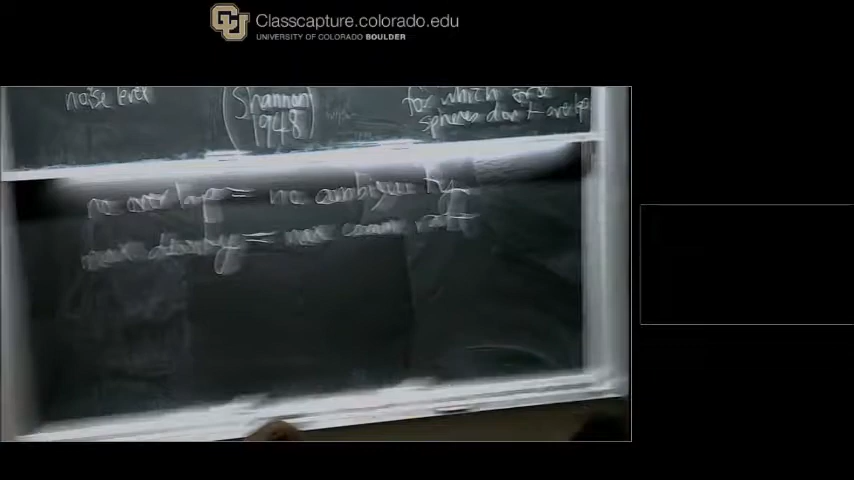 Classcapture.colorado.edu
UNIVERSITY OF COLORADO BOULDER
noise level
(Shannon 1948)
for which
spheres don't overlap
no overlap = no ambiguity
max density = max comm rate